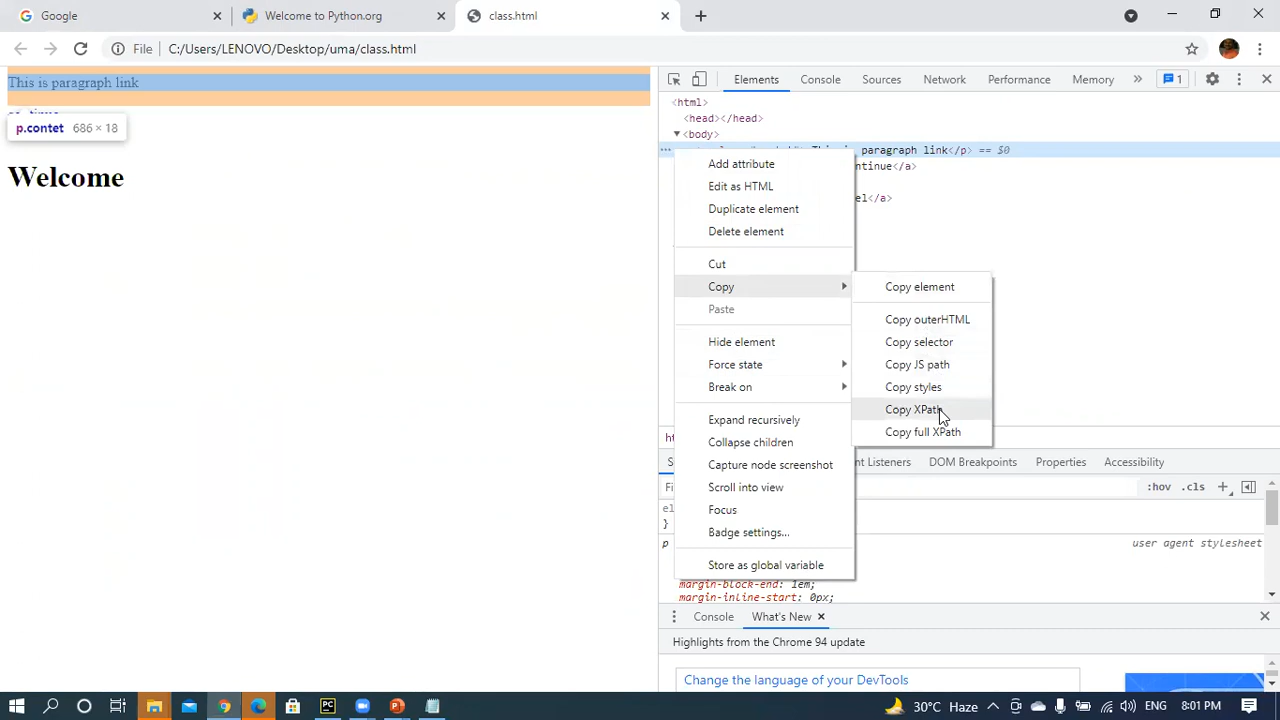 Google
Welcome to Python.org
class.html
File C:/Users/LENOVO/Desktop/uma/class.html
This is paragraph link
p.contet 686 × 18
Welcome
Elements Console Sources Network Performance Memory » 1
<html>
<head></head>
<body>
paragraph link</p> == $0
ntinue</a>
el</a>
Add attribute
Edit as HTML
Duplicate element
Delete element
Cut
Copy
Paste
Hide element
Force state
Break on
Expand recursively
Collapse children
Capture node screenshot
Scroll into view
Focus
Badge settings...
Store as global variable
Copy element
Copy outerHTML
Copy selector
Copy JS path
Copy styles
Copy XPath
Copy full XPath
nt Listeners DOM Breakpoints Properties Accessibility
:hov .cls
el
}
p user agent stylesheet
margin-block-end: 1em;
margin-inline-start: 0px;
Console What's New
Highlights from the Chrome 94 update
Change the language of your DevTools
PC
30°C Haze ENG 8:01 PM